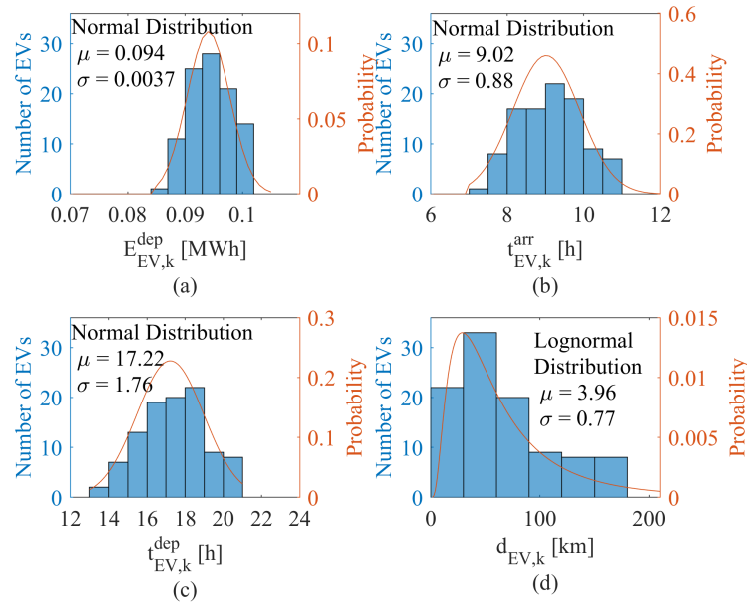 Normal Distribution
μ = 0.094
σ = 0.0037
Number of EVs
0
10
20
30
0.07
0.08
0.09
0.1
0
0.05
0.1
Probability
E^dep_EV,k [MWh]
(a)
Normal Distribution
μ = 9.02
σ = 0.88
Number of EVs
0
10
20
30
6
8
10
12
0
0.2
0.4
0.6
Probability
t^arr_EV,k [h]
(b)
Normal Distribution
μ = 17.22
σ = 1.76
Number of EVs
0
10
20
30
12
14
16
18
20
22
24
0
0.1
0.2
0.3
Probability
t^dep_EV,k [h]
(c)
Lognormal
Distribution
μ = 3.96
σ = 0.77
Number of EVs
0
10
20
30
0
100
200
0
0.005
0.01
0.015
Probability
d_EV,k [km]
(d)